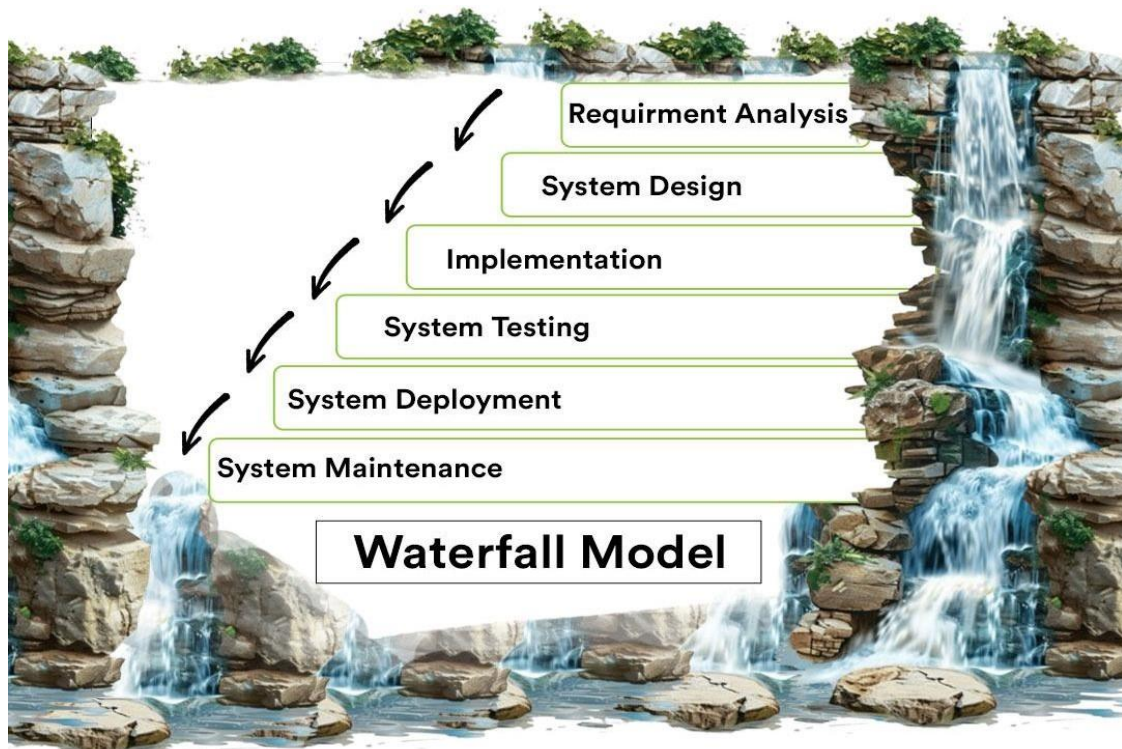 Requirment Analysis
System Design
Implementation
System Testing
System Deployment
System Maintenance
Waterfall Model